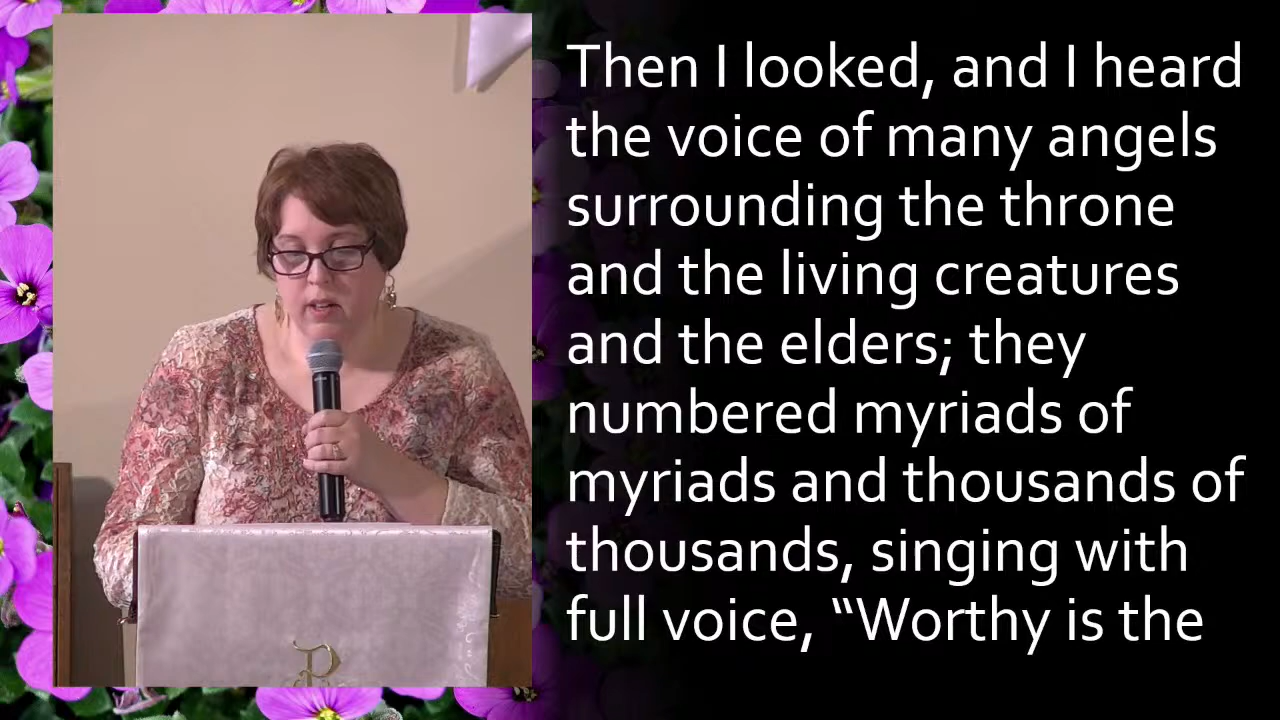 Then I looked, and I heard
the voice of many angels
surrounding the throne
and the living creatures
and the elders; they
numbered myriads of
myriads and thousands of
thousands, singing with
full voice, “Worthy is the